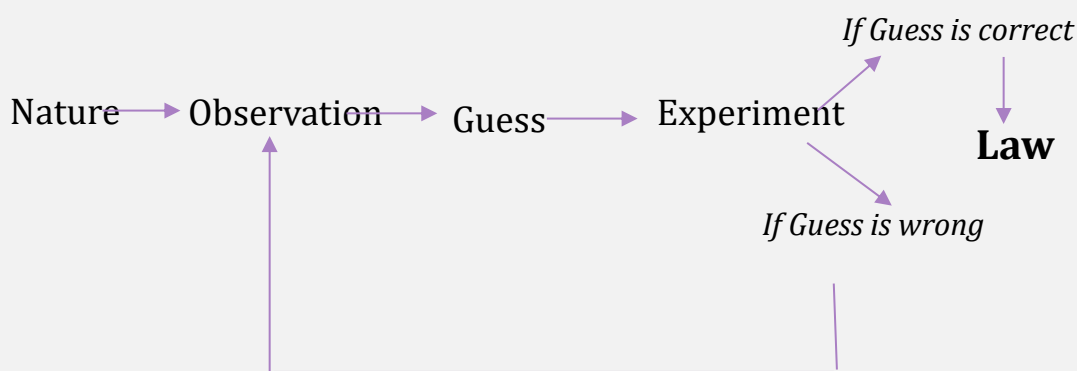 If Guess is correct
Nature Observation Guess Experiment
Law
If Guess is wrong